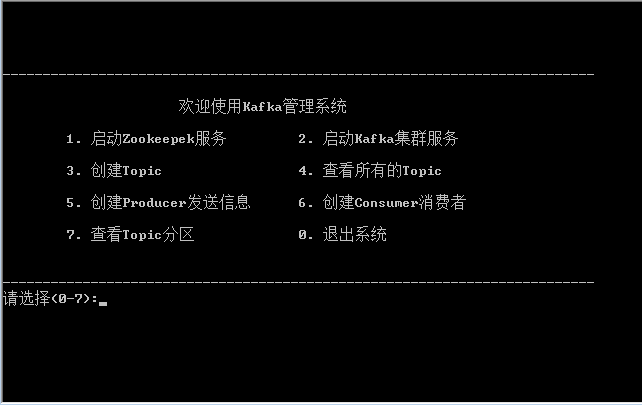 欢迎使用Kafka管理系统
1. 启动Zookeepek服务 2. 启动Kafka集群服务
3. 创建Topic 4. 查看所有的Topic
5. 创建Producer发送信息 6. 创建Consumer消费者
7. 查看Topic分区 0. 退出系统
请选择(0-7):